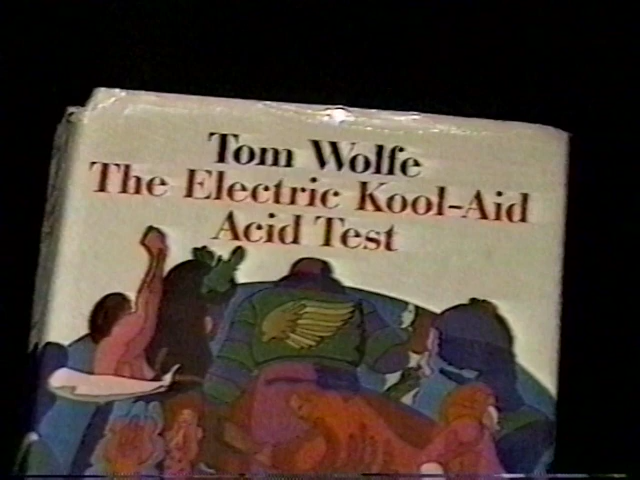 Tom Wolfe
The Electric Kool-Aid
Acid Test